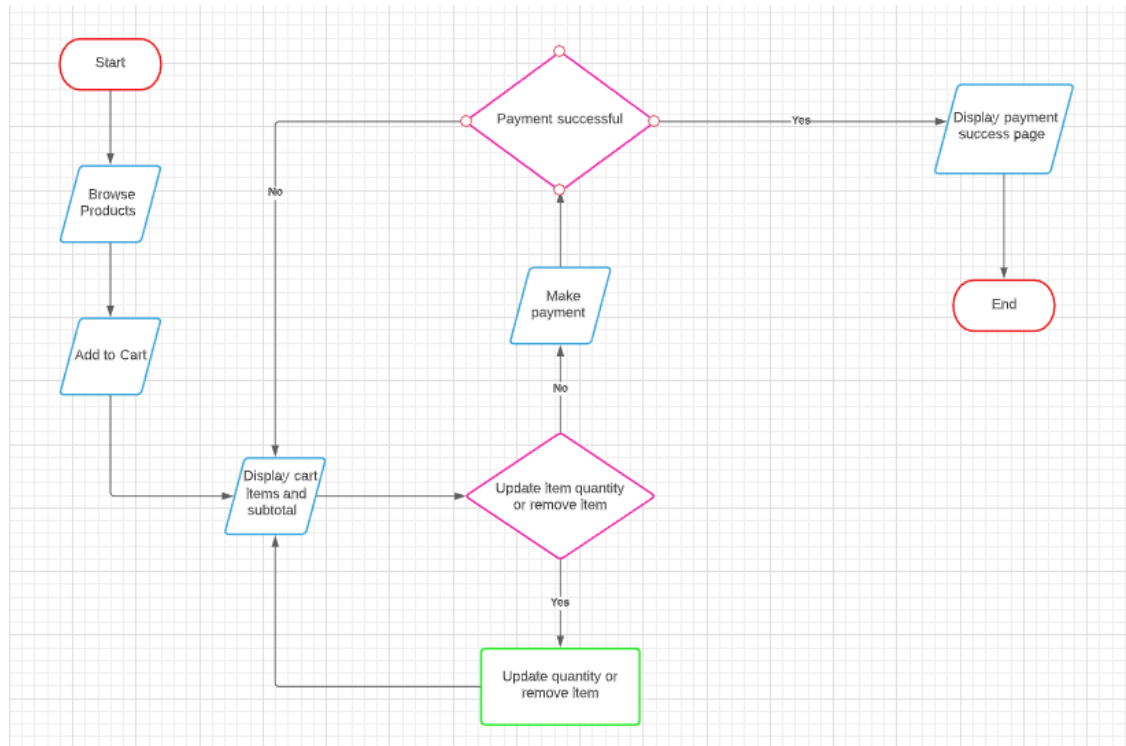 Start
Browse
Products
Add to Cart
Display cart
items and
subtotal
Update item quantity
or remove item
Yes
Update quantity or
remove item
No
Make
payment
Payment successful
No
Yes
Display payment
success page
End